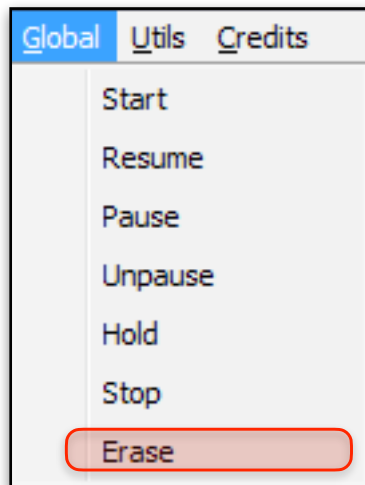 Global Utils Credits
Start
Resume
Pause
Unpause
Hold
Stop
Erase